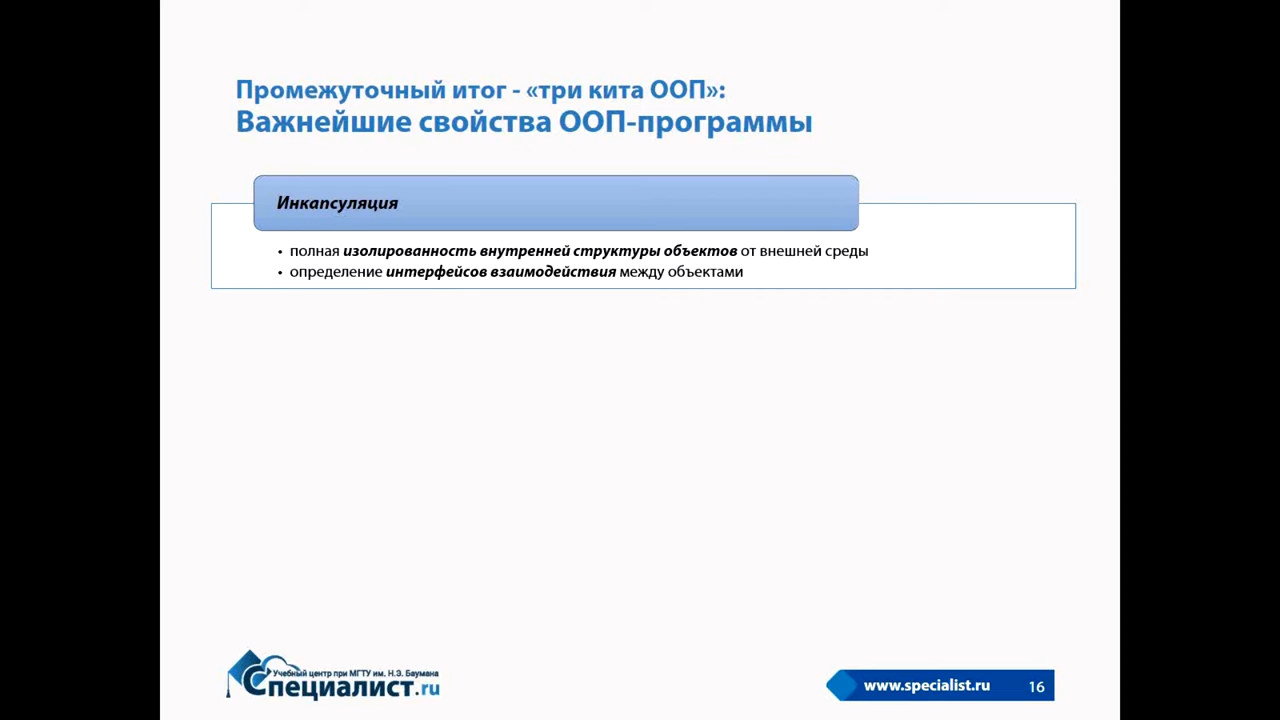 Промежуточный итог - «три кита ООП»:
Важнейшие свойства ООП-программы
Инкапсуляция
• полная изолированность внутренней структуры объектов от внешней среды
• определение интерфейсов взаимодействия между объектами
Учебный центр при МГТУ им. Н.Э. Баумана
Специалист.ru
www.specialist.ru 16